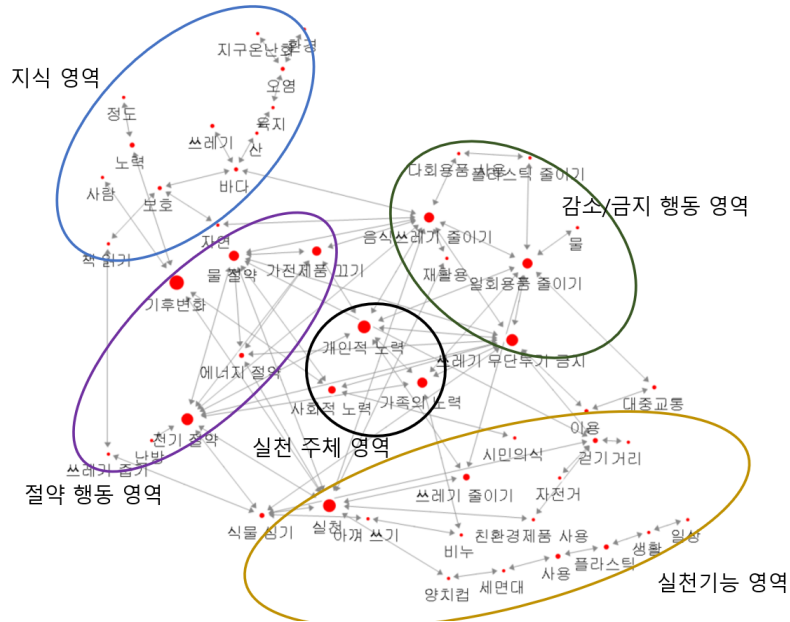 지구온난화
환경
지식 영역
오염
정도
육지
쓰레기
산
노력
바다
사람
보호
다회용품 사용
플라스틱 줄이기
감소/금지 행동 영역
음식쓰레기 줄이기
물
자연
책 읽기
물 절약
가전제품 끄기
재활용
일회용품 줄이기
기후변화
개인적 노력
쓰레기 무단투기 금지
에너지 절약
사회적 노력
가족의 노력
대중교통
이용
전기 절약
실천 주체 영역
난방
쓰레기 줍기
시민의식
걷기
거리
절약 행동 영역
쓰레기 줄이기
자전거
식물 심기
실천
아껴 쓰기
친환경제품 사용
일상
생활
비누
플라스틱
사용
세면대
양치컵
실천기능 영역